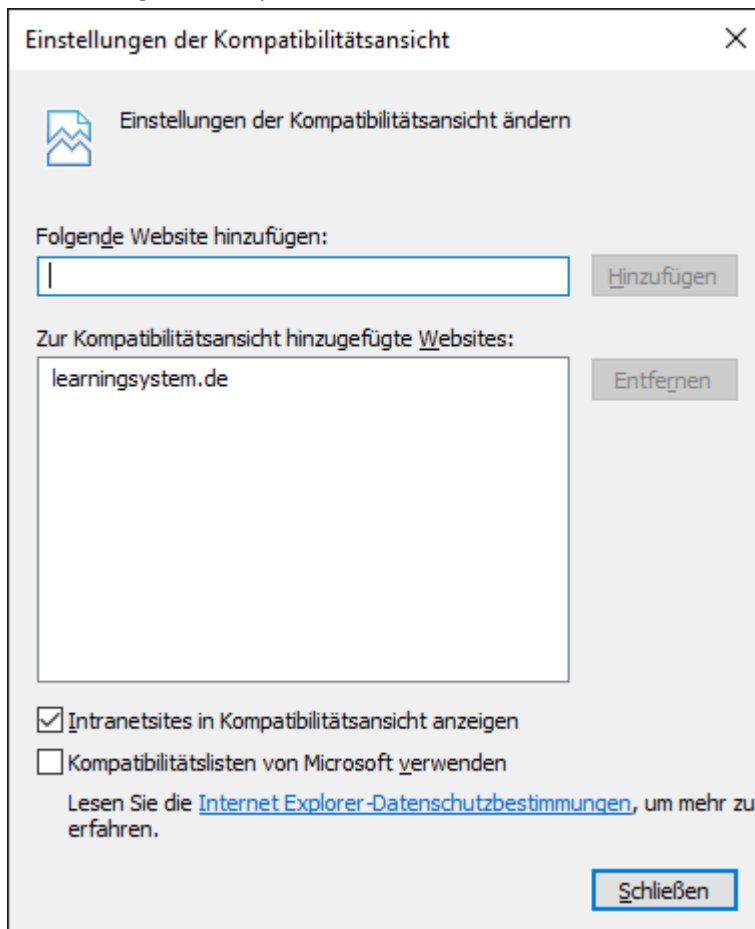 Einstellungen der Kompatibilitätsansicht
Einstellungen der Kompatibilitätsansicht ändern
Folgende Website hinzufügen:
Hinzufügen
Zur Kompatibilitätsansicht hinzugefügte Websites:
learningsystem.de
Entfernen
Intranetsites in Kompatibilitätsansicht anzeigen
Kompatibilitätslisten von Microsoft verwenden
Lesen Sie die Internet Explorer-Datenschutzbestimmungen, um mehr zu
erfahren.
Schließen